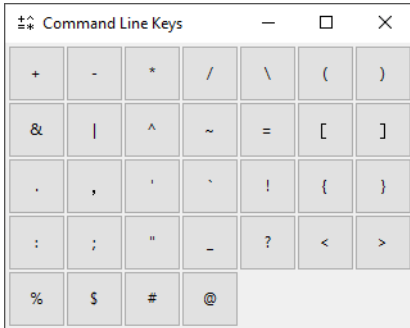 Command Line Keys
+ - * / \ ( )
& | ^ ~ = [ ]
. , ' ` ! { }
: ; " _ ? < >
% $ # @